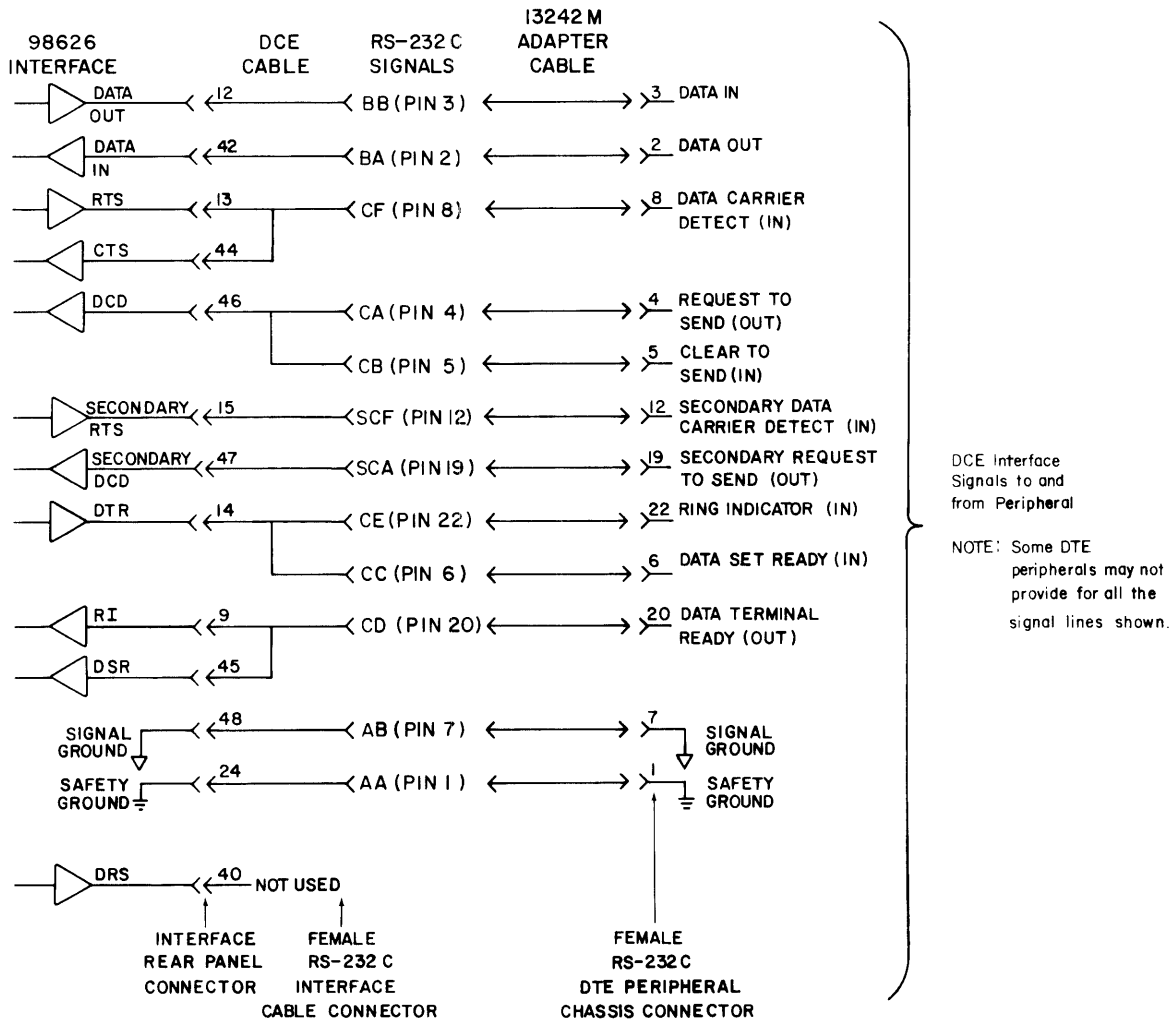 98626 INTERFACE
DCE CABLE
RS-232 C SIGNALS
13242 M ADAPTER CABLE
DATA OUT 12 BB (PIN 3) 3 DATA IN
DATA IN 42 BA (PIN 2) 2 DATA OUT
RTS 13 CF (PIN 8) 8 DATA CARRIER DETECT (IN)
CTS 44
DCD 46 CA (PIN 4) 4 REQUEST TO SEND (OUT)
CB (PIN 5) 5 CLEAR TO SEND (IN)
SECONDARY RTS 15 SCF (PIN 12) 12 SECONDARY DATA CARRIER DETECT (IN)
SECONDARY DCD 47 SCA (PIN 19) 19 SECONDARY REQUEST TO SEND (OUT)
DTR 14 CE (PIN 22) 22 RING INDICATOR (IN)
CC (PIN 6) 6 DATA SET READY (IN)
RI 9 CD (PIN 20) 20 DATA TERMINAL READY (OUT)
DSR 45
SIGNAL GROUND 48 AB (PIN 7) 7 SIGNAL GROUND
SAFETY GROUND 24 AA (PIN 1) 1 SAFETY GROUND
DRS 40 NOT USED
INTERFACE
REAR PANEL
CONNECTOR
FEMALE
RS-232 C
INTERFACE
CABLE CONNECTOR
FEMALE
RS-232 C
DTE PERIPHERAL
CHASSIS CONNECTOR
DCE Interface
Signals to and
from Peripheral
NOTE: Some DTE
peripherals may not
provide for all the
signal lines shown.